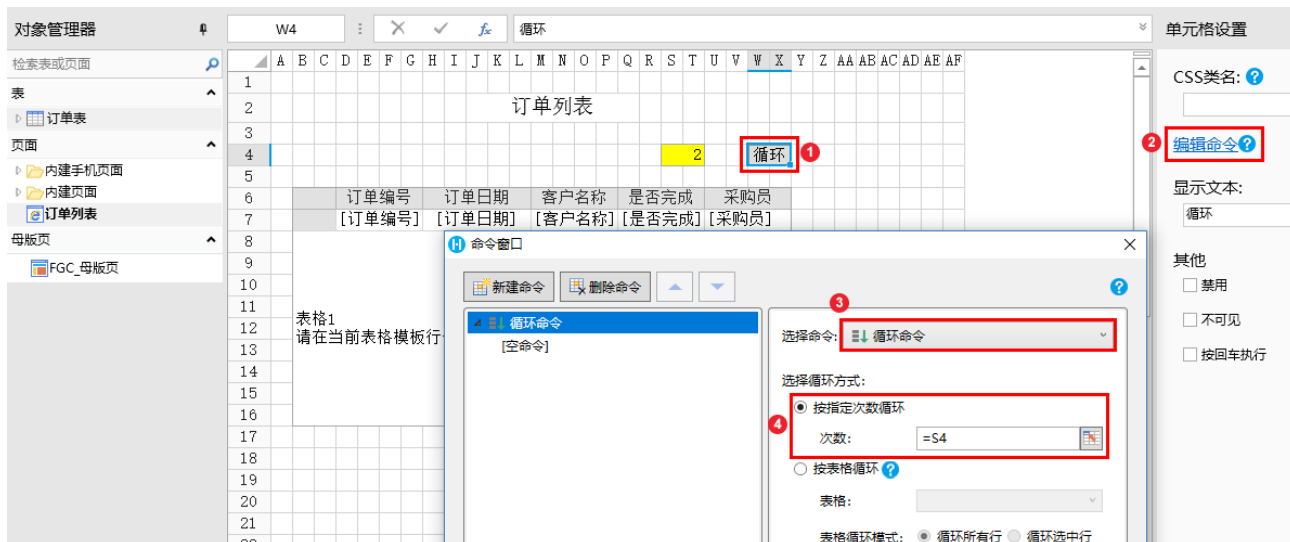 对象管理器
W4
循环
单元格设置
检索表或页面
表
订单表
页面
内建手机页面
内建页面
订单列表
母版页
FGC_母版页
A B C D E F G H I J K L M N O P Q R S T U V W X Y Z AA AB AC AD AE AF
1
2 订单列表
3
4 2 循环 1
5
6 订单编号 订单日期 客户名称 是否完成 采购员
7 [订单编号] [订单日期] [客户名称] [是否完成] [采购员]
8
9
10
11
12
13
14
15
16
17
18
19
20
21
表格1
请在当前表格模板行
命令窗口
新建命令 删除命令
循环命令
[空命令]
3
选择命令: 循环命令
选择循环方式:
按指定次数循环
4
次数: =S4
按表格循环
表格:
表格循环模式: 循环所有行 循环选中行
CSS类名:
2
编辑命令
显示文本:
循环
其他
禁用
不可见
按回车执行